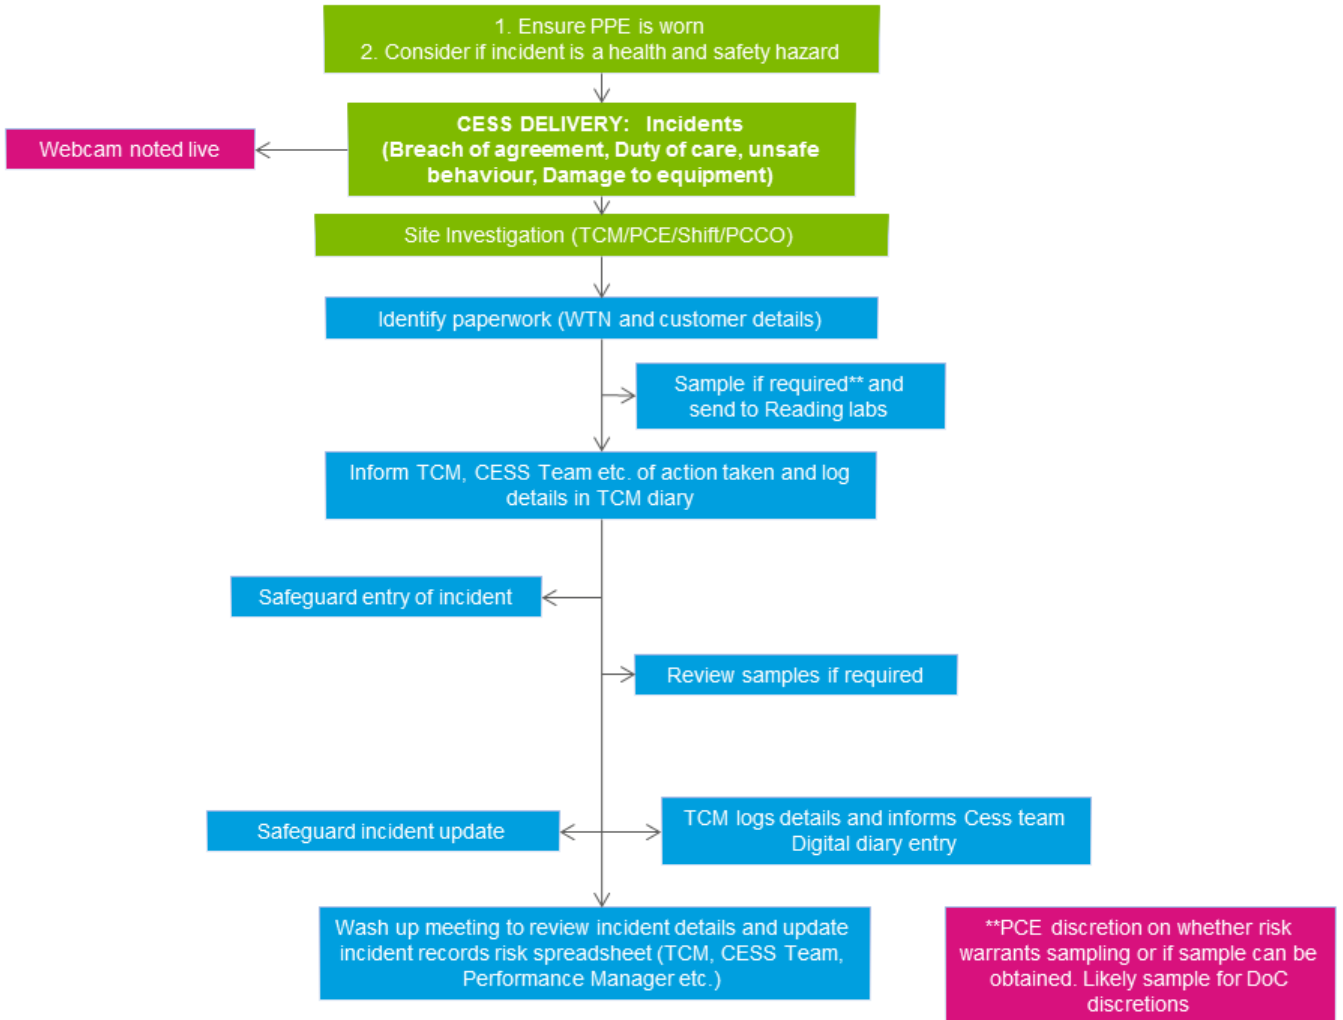 1. Ensure PPE is worn
2. Consider if incident is a health and safety hazard
CESS DELIVERY: Incidents
(Breach of agreement, Duty of care, unsafe
behaviour, Damage to equipment)
Webcam noted live
Site Investigation (TCM/PCE/Shift/PCCO)
Identify paperwork (WTN and customer details)
Sample if required** and
send to Reading labs
Inform TCM, CESS Team etc. of action taken and log
details in TCM diary
Safeguard entry of incident
Review samples if required
Safeguard incident update
TCM logs details and informs Cess team
Digital diary entry
Wash up meeting to review incident details and update
incident records risk spreadsheet (TCM, CESS Team,
Performance Manager etc.)
**PCE discretion on whether risk
warrants sampling or if sample can be
obtained. Likely sample for DoC
discretions